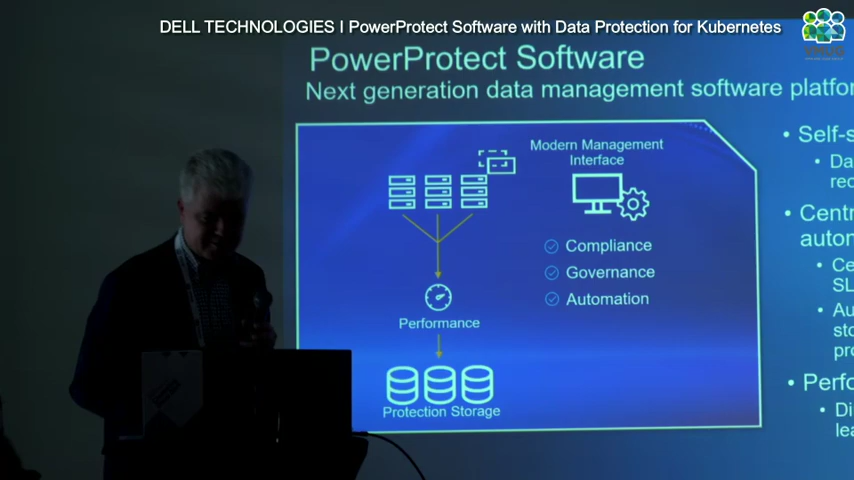 DELL TECHNOLOGIES I PowerProtect Software with Data Protection for Kubernetes
PowerProtect Software
Next generation data management software platfor
Modern Management
Interface
Compliance
Governance
Automation
Performance
Protection Storage
• Self-s
• Da
rec
• Centr
autom
• Ce
SL
• Au
sto
pro
• Perfo
• Di
lea